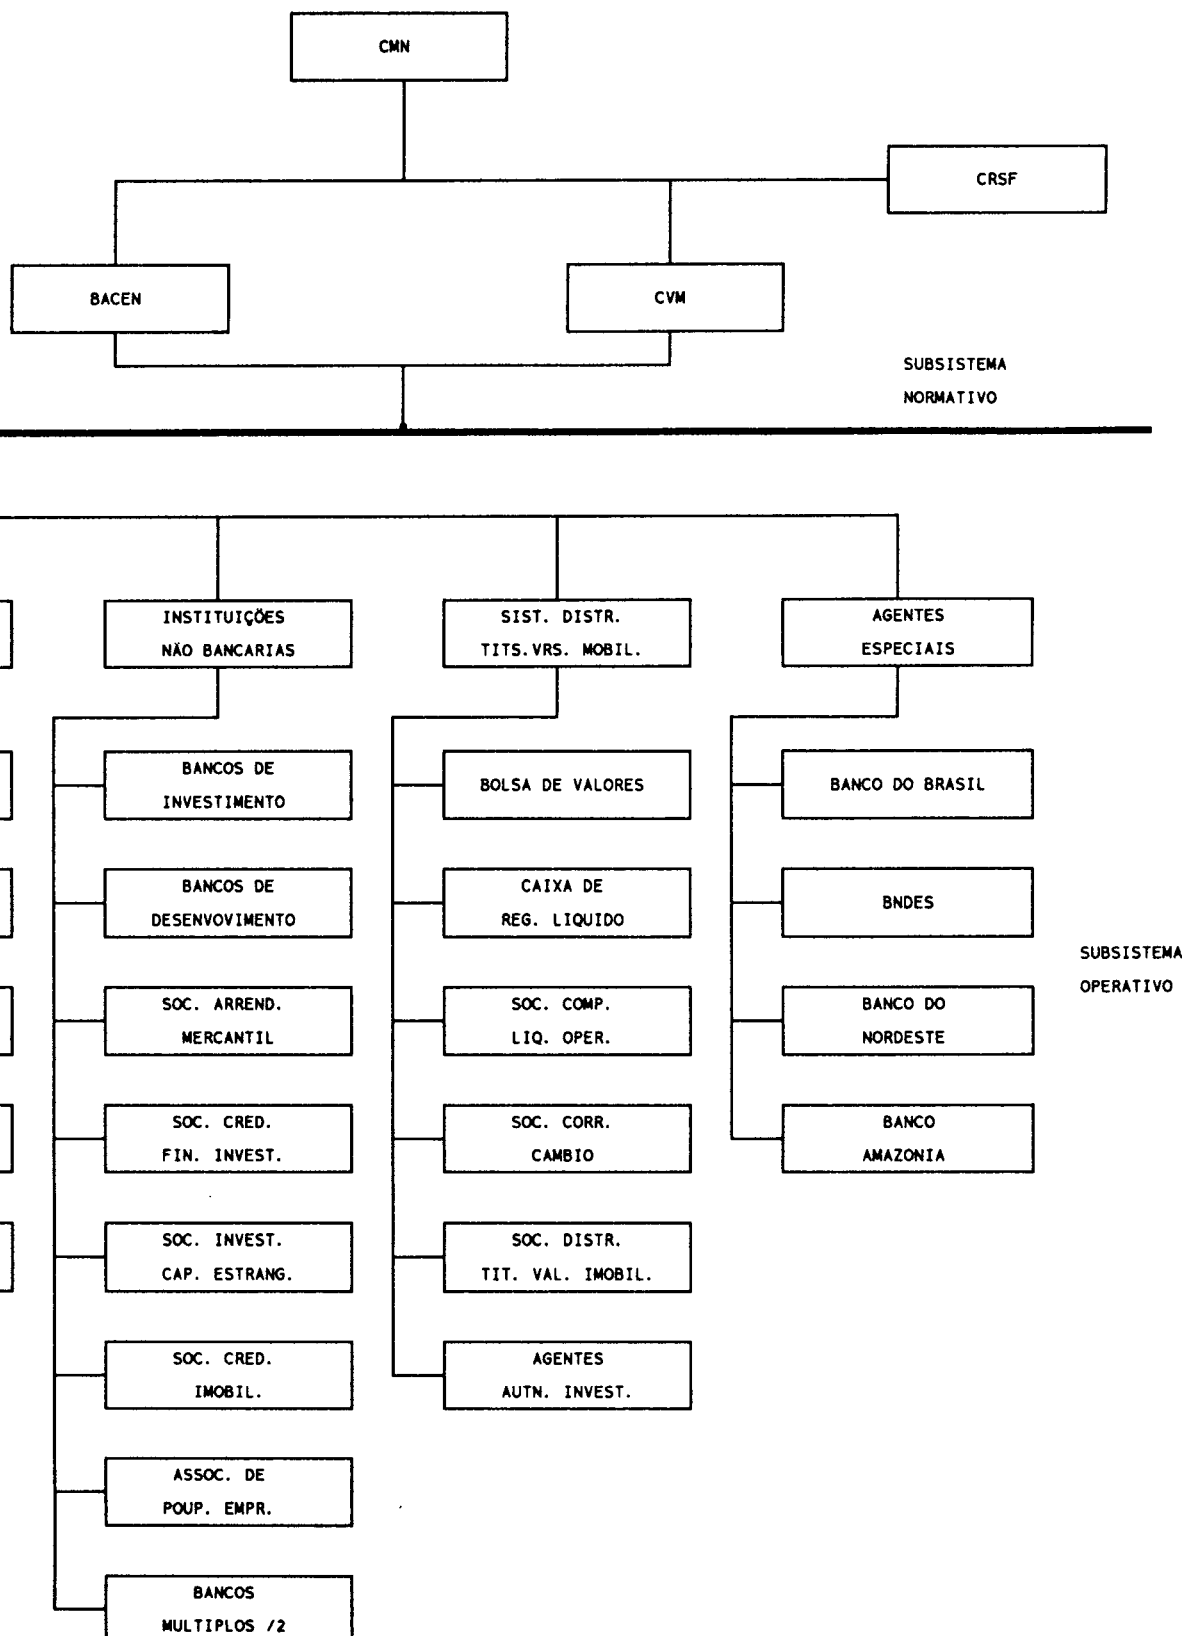 CMN
CRSF
BACEN
CVM
SUBSISTEMA
NORMATIVO
INSTITUIÇÕES
NÃO BANCARIAS
SIST. DISTR.
TITS.VRS. MOBIL.
AGENTES
ESPECIAIS
BANCOS DE
INVESTIMENTO
BANCOS DE
DESENVOVIMENTO
SOC. ARREND.
MERCANTIL
SOC. CRED.
FIN. INVEST.
SOC. INVEST.
CAP. ESTRANG.
SOC. CRED.
IMOBIL.
ASSOC. DE
POUP. EMPR.
BANCOS
MULTIPLOS /2
BOLSA DE VALORES
CAIXA DE
REG. LIQUIDO
SOC. COMP.
LIQ. OPER.
SOC. CORR.
CAMBIO
SOC. DISTR.
TIT. VAL. IMOBIL.
AGENTES
AUTN. INVEST.
BANCO DO BRASIL
BNDES
BANCO DO
NORDESTE
BANCO
AMAZONIA
SUBSISTEMA
OPERATIVO